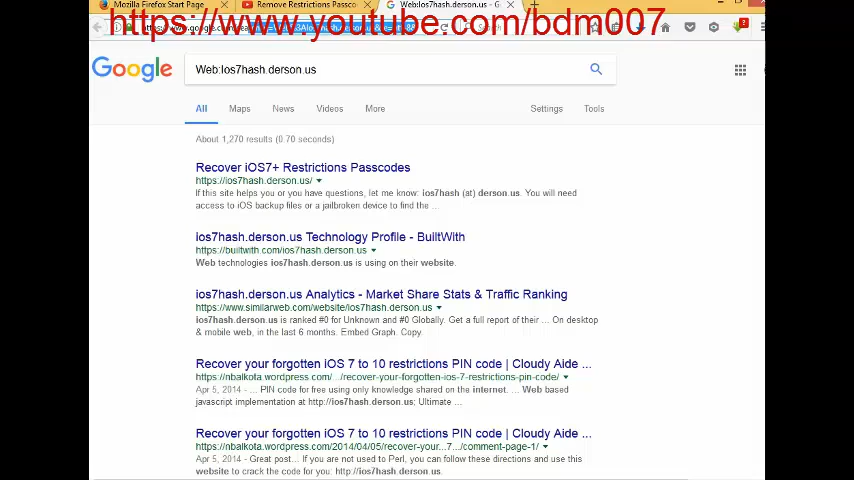 Mozilla Firefox Start Page
Remove Restrictions Passco
Web:Ios7hash.derson.us - G
https://www.youtube.com/bdm007
Google
Web:Ios7hash.derson.us
All Maps News Videos More Settings Tools
About 1,270 results (0.70 seconds)
Recover iOS7+ Restrictions Passcodes
https://ios7hash.derson.us/
If this site helps you or you have questions, let me know: ios7hash (at) derson.us. You will need
access to iOS backup files or a jailbroken device to find the ...
ios7hash.derson.us Technology Profile - BuiltWith
https://builtwith.com/ios7hash.derson.us
Web technologies ios7hash.derson.us is using on their website.
ios7hash.derson.us Analytics - Market Share Stats & Traffic Ranking
https://www.similarweb.com/website/ios7hash.derson.us
ios7hash.derson.us is ranked #0 for Unknown and #0 Globally. Get a full report of their ... On desktop
& mobile web, in the last 6 months. Embed Graph. Copy.
Recover your forgotten iOS 7 to 10 restrictions PIN code | Cloudy Aide ...
https://nbalkota.wordpress.com/.../recover-your-forgotten-ios-7-restrictions-pin-code/
Apr 5, 2014 - ... PIN code for free using only knowledge shared on the internet. ... Web based
javascript implementation at http://ios7hash.derson.us; Ultimate ...
Recover your forgotten iOS 7 to 10 restrictions PIN code | Cloudy Aide ...
https://nbalkota.wordpress.com/2014/04/05/recover-your...7.../comment-page-1/
Apr 5, 2014 - Great post... If you are not used to Perl, you can follow these directions and use this
website to crack the code for you: http://ios7hash.derson.us.